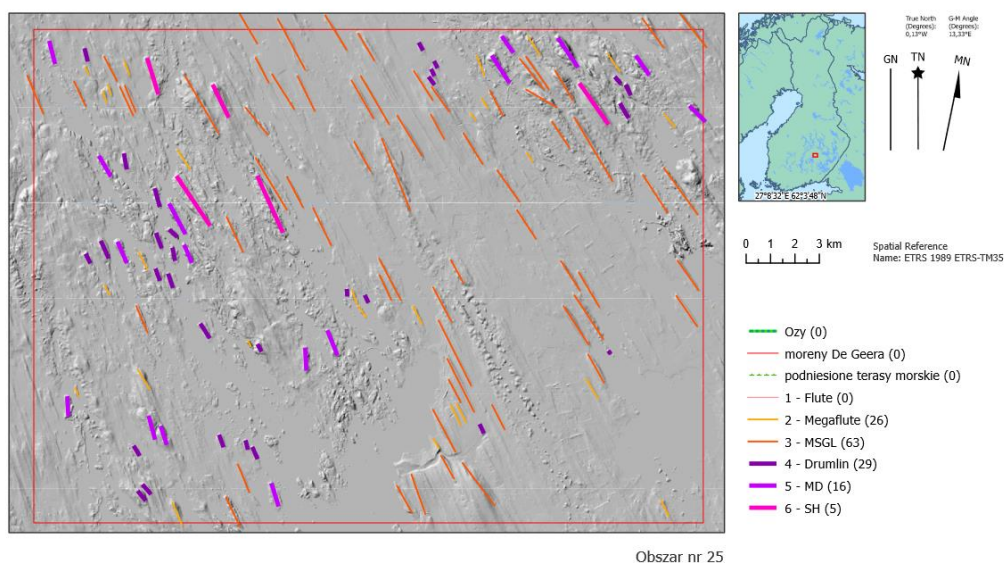 True North
(Degrees):
0,13°W
G-M Angle
(Degrees):
13,33°E
GN
TN
MN
27°8'32"E 62°3'48"N
0 1 2 3 km
Spatial Reference
Name: ETRS 1989 ETRS-TM35
Ozy (0)
moreny De Geera (0)
podniesione terasy morskie (0)
1 - Flute (0)
2 - Megaflute (26)
3 - MSGL (63)
4 - Drumlin (29)
5 - MD (16)
6 - SH (5)
Obszar nr 25